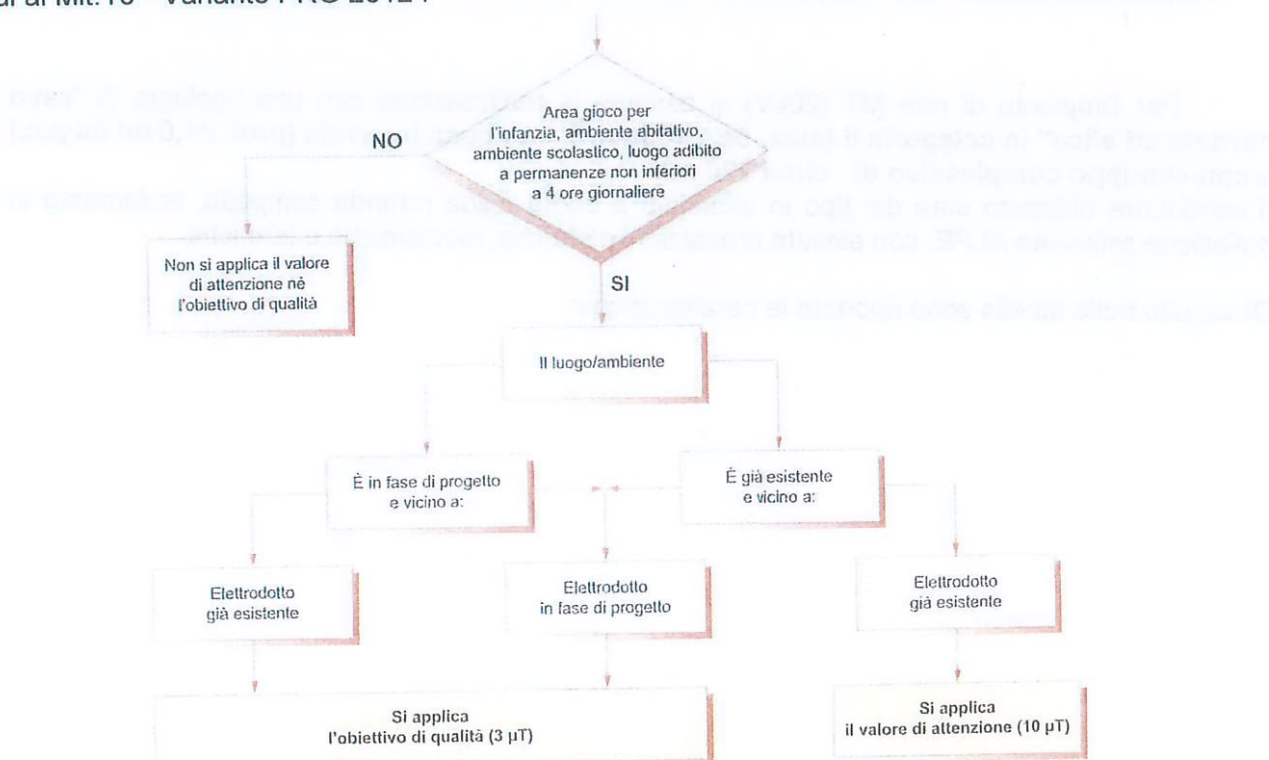 Variante PRG
Area gioco per
l'infanzia, ambiente abitativo,
ambiente scolastico, luogo adibito
a permanenze non inferiori
a 4 ore giornaliere
NO
Non si applica il valore
di attenzione né
l'obiettivo di qualità
SI
Il luogo/ambiente
È in fase di progetto
e vicino a:
È già esistente
e vicino a:
Elettrodotto
già esistente
Elettrodotto
in fase di progetto
Elettrodotto
già esistente
Si applica
l'obiettivo di qualità (3 µT)
Si applica
il valore di attenzione (10 µT)